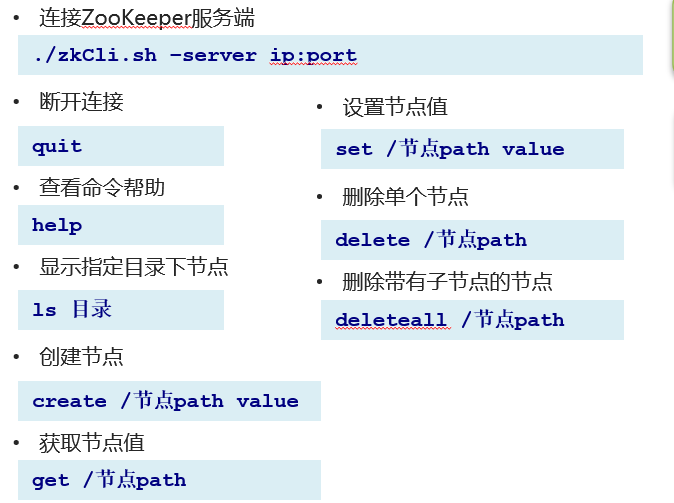 • 连接ZooKeeper服务端
./zkCli.sh –server ip:port
• 断开连接
quit
• 查看命令帮助
help
• 显示指定目录下节点
ls 目录
• 创建节点
create /节点path value
• 获取节点值
get /节点path
• 设置节点值
set /节点path value
• 删除单个节点
delete /节点path
• 删除带有子节点的节点
deleteall /节点path